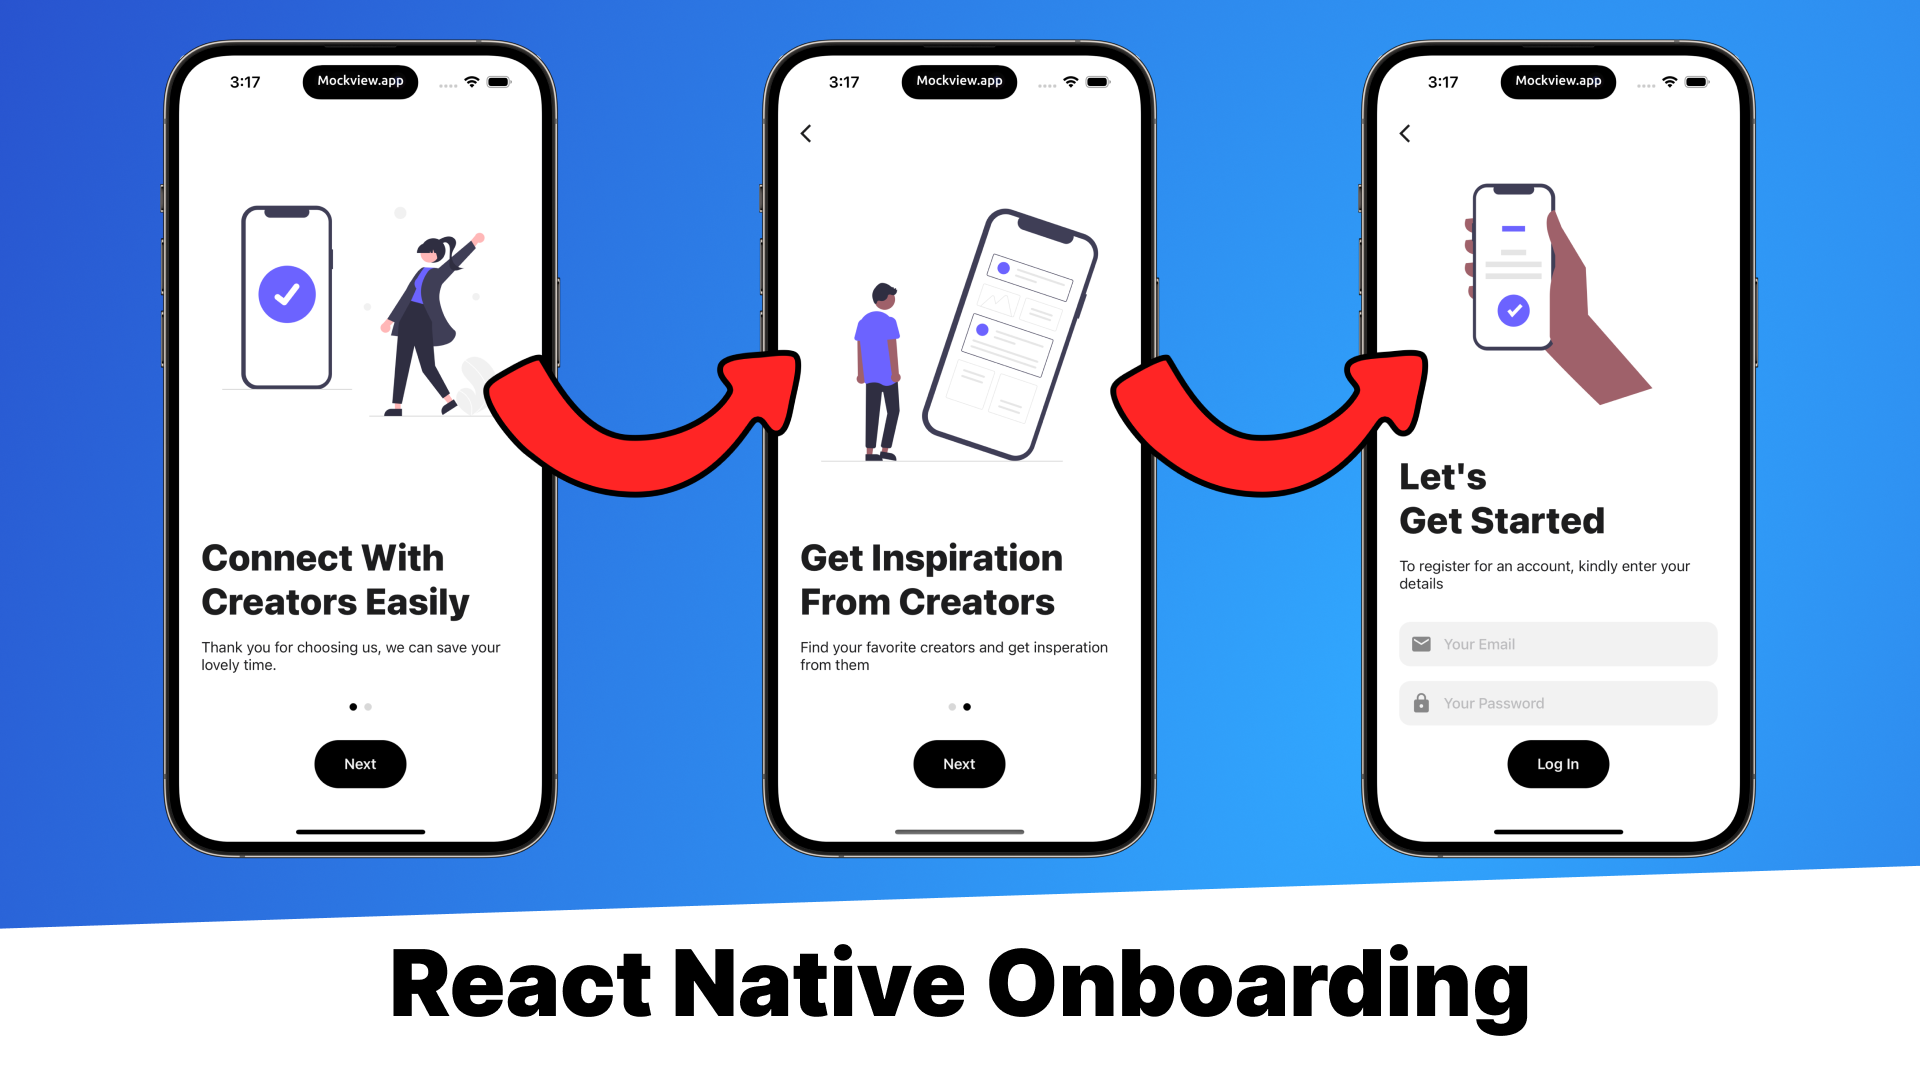 3:17
Mockview.app
Connect With
Creators Easily
Thank you for choosing us, we can save your
lovely time.
Next
3:17
Mockview.app
Get Inspiration
From Creators
Find your favorite creators and get insperation
from them
Next
3:17
Mockview.app
Let's
Get Started
To register for an account, kindly enter your
details
Your Email
Your Password
Log In
React Native Onboarding